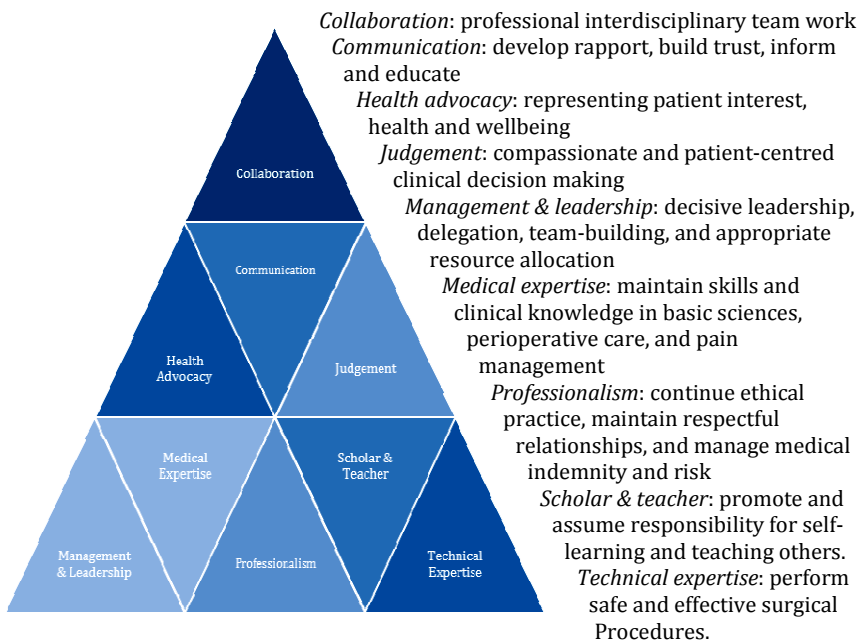 Collaboration: professional interdisciplinary team work
Communication: develop rapport, build trust, inform
and educate
Health advocacy: representing patient interest,
health and wellbeing
Judgement: compassionate and patient-centred
clinical decision making
Management & leadership: decisive leadership,
delegation, team-building, and appropriate
resource allocation
Medical expertise: maintain skills and
clinical knowledge in basic sciences,
perioperative care, and pain
management
Professionalism: continue ethical
practice, maintain respectful
relationships, and manage medical
indemnity and risk
Scholar & teacher: promote and
assume responsibility for self-
learning and teaching others.
Technical expertise: perform
safe and effective surgical
Procedures.
Collaboration
Communication
Health
Advocacy
Judgement
Medical
Expertise
Scholar &
Teacher
Management
& Leadership
Professionalism
Technical
Expertise